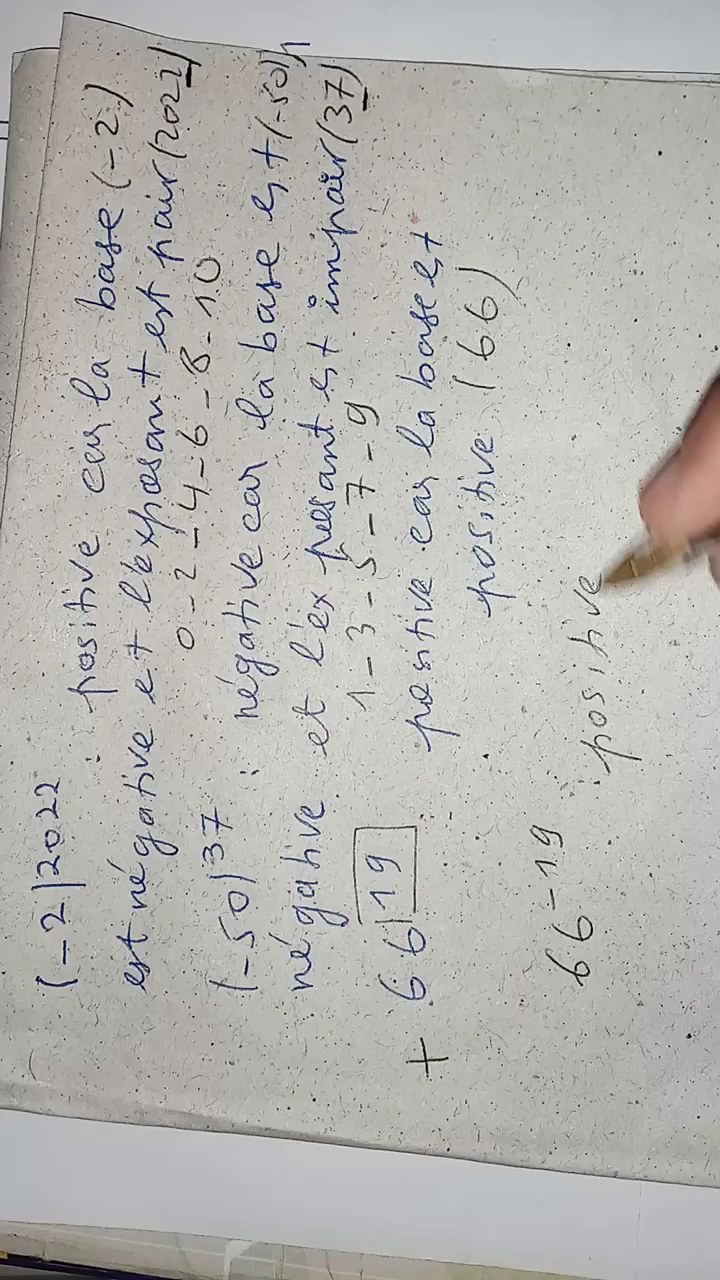 (-2)2022 : positive car la base (-2)
est négative et l'exposant est pair (2022)
0-2-4-6-8-10
(-50)37 : négative car la base est (-50)
négative et l'exposant est impair (37)
1-3-5-7-9
+ 66)19 positive car la base est
positive (66)
66-19 positive